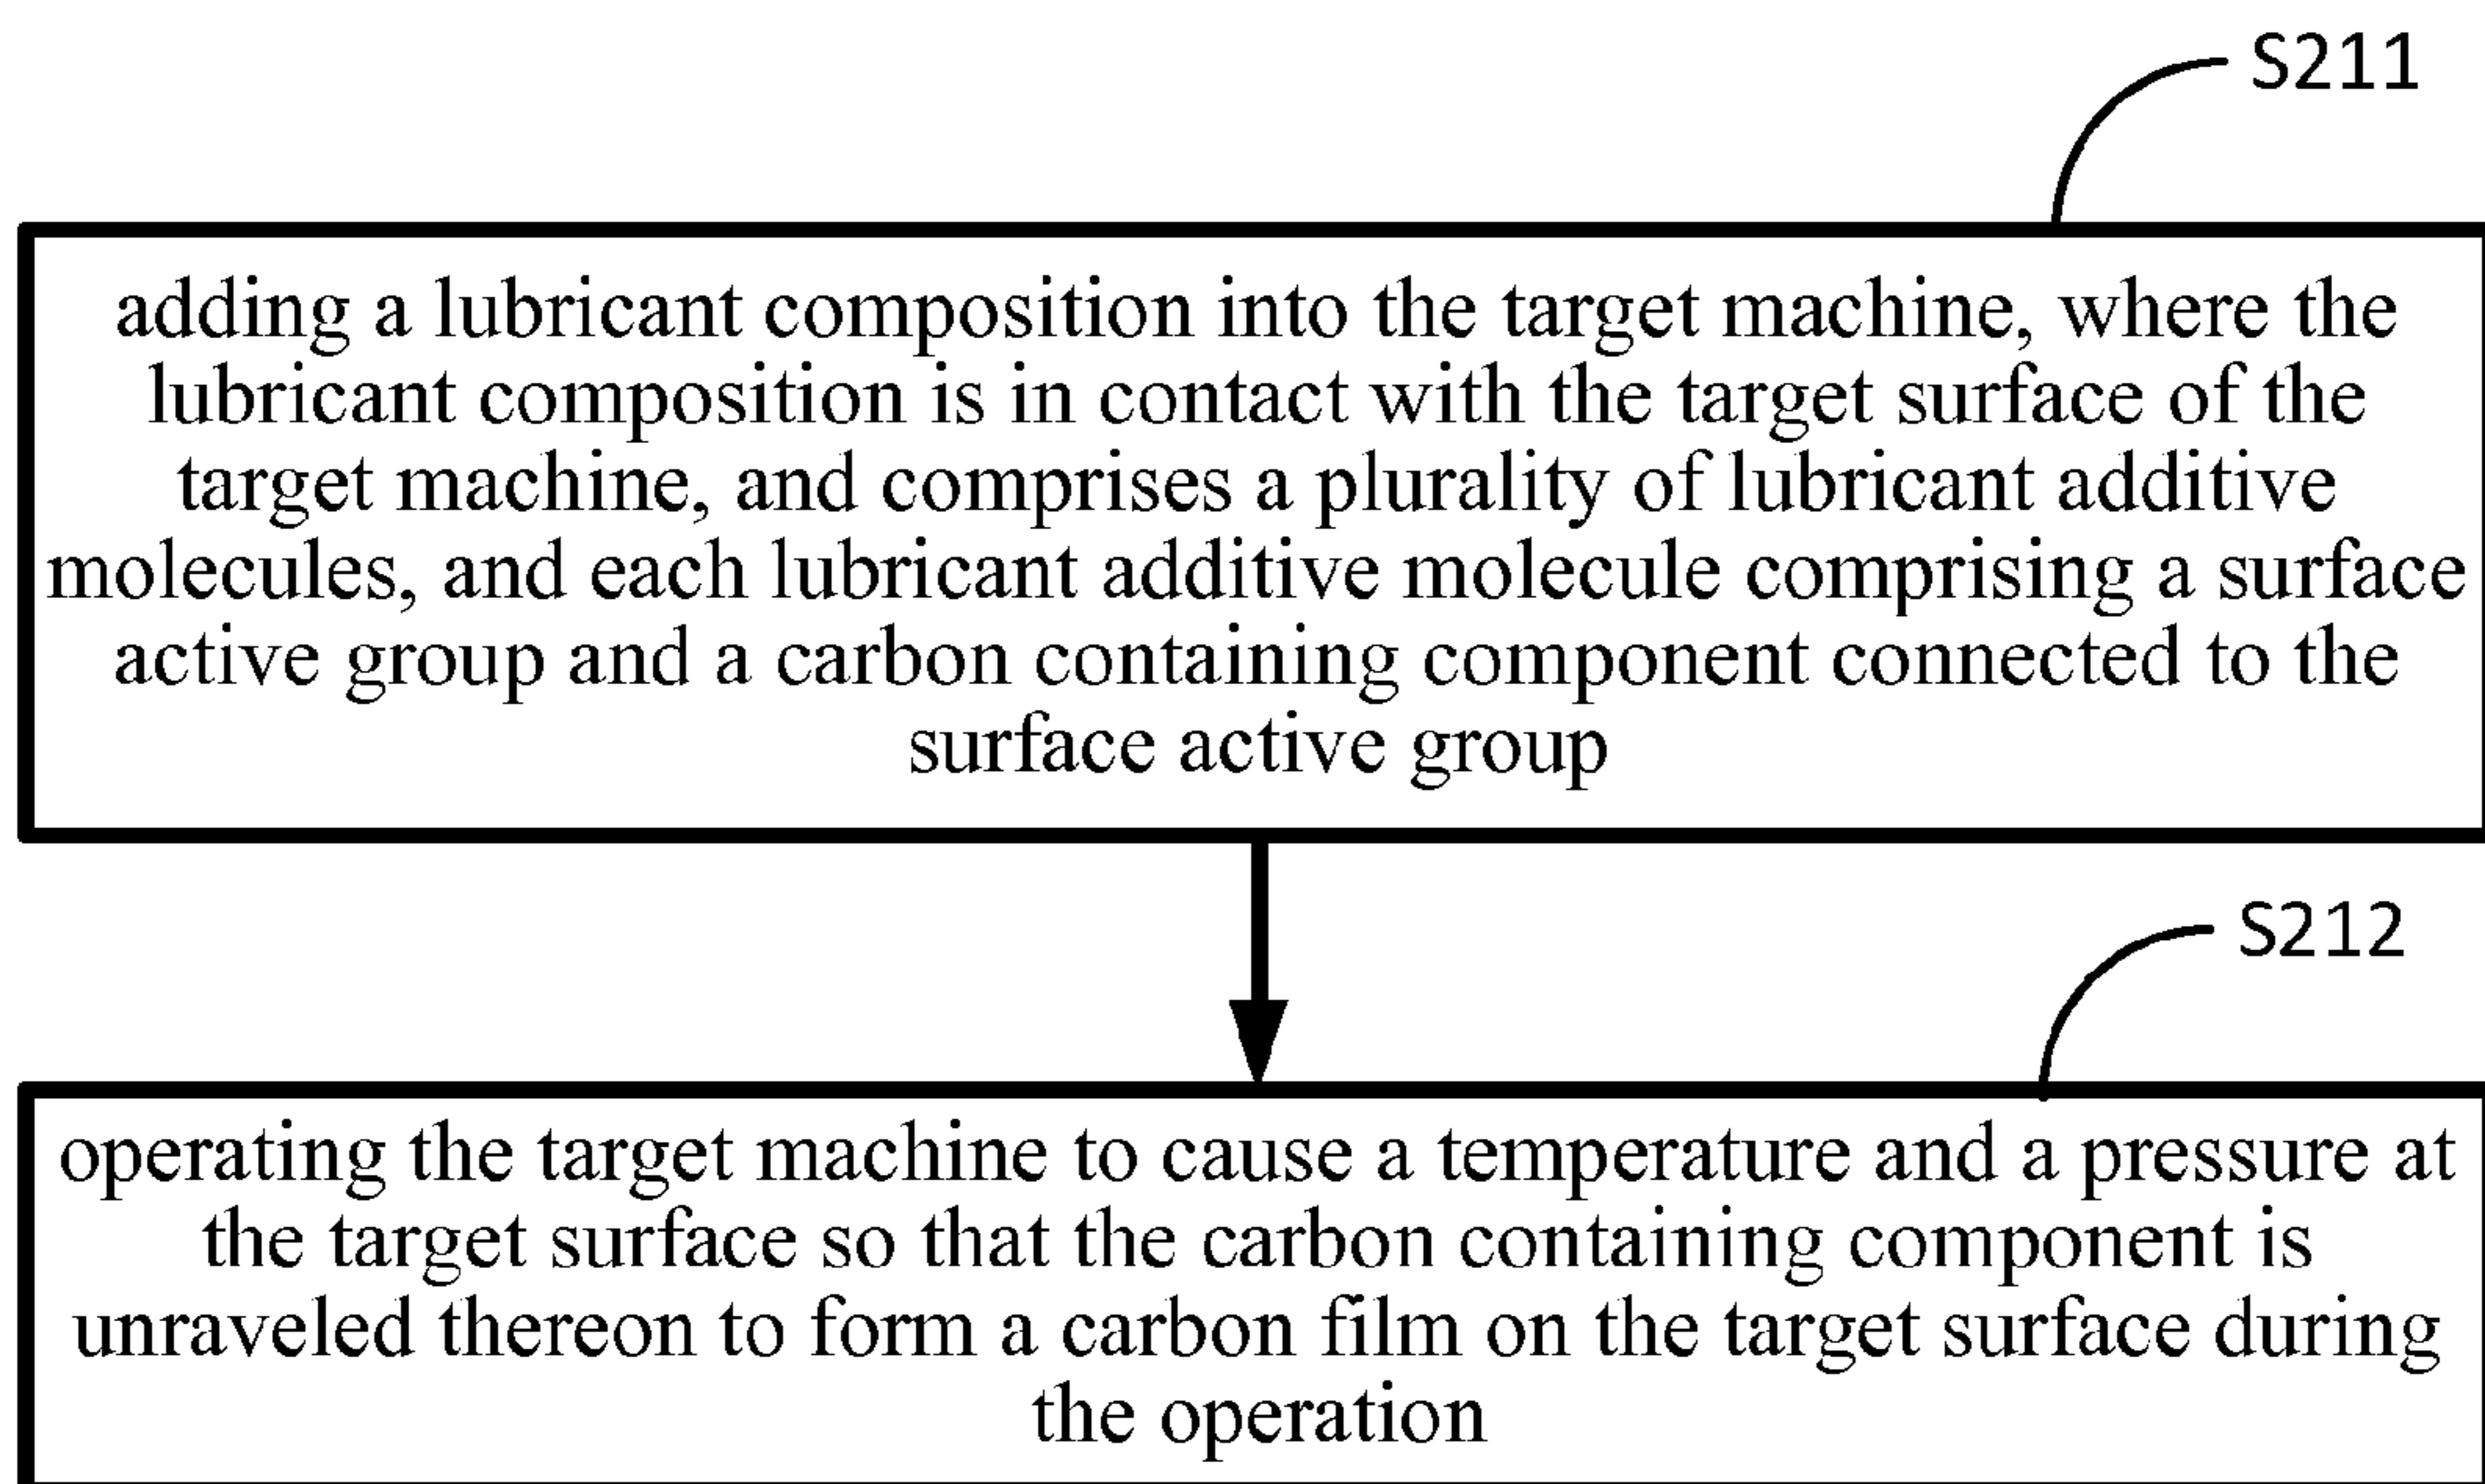 S211
adding a lubricant composition into the target machine, where the
lubricant composition is in contact with the target surface of the
target machine, and comprises a plurality of lubricant additive
molecules, and each lubricant additive molecule comprising a surface
active group and a carbon containing component connected to the
surface active group
S212
operating the target machine to cause a temperature and a pressure at
the target surface so that the carbon containing component is
unraveled thereon to form a carbon film on the target surface during
the operation